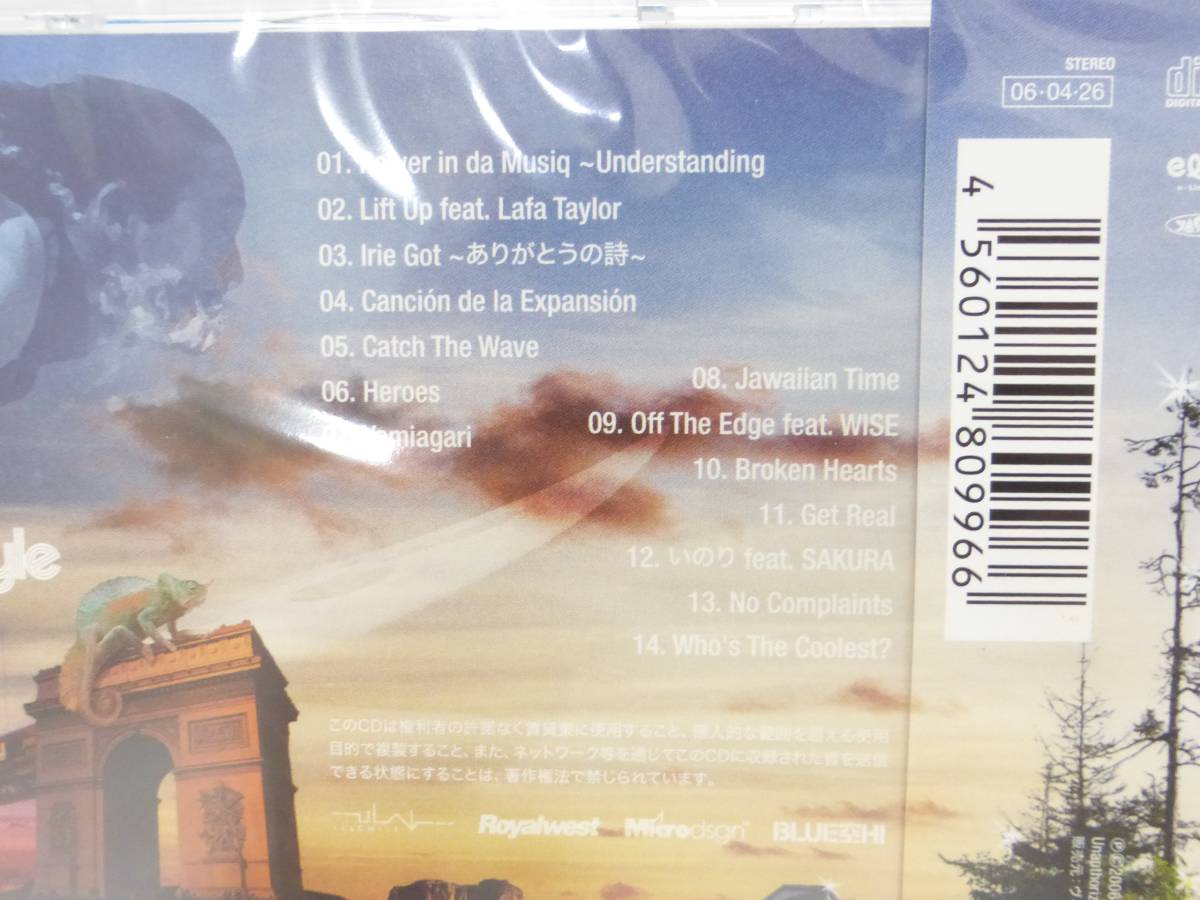 01. Power in da Musiq ~Understanding
02. Lift Up feat. Lafa Taylor
03. Irie Got ~ありがとうの詩~
04. Canción de la Expansión
05. Catch The Wave
06. Heroes
Yamiagari
08. Jawaiian Time
09. Off The Edge feat. WISE
10. Broken Hearts
11. Get Real
12. いのり feat. SAKURA
13. No Complaints
14. Who's The Coolest?
このCDは権利者の許諾なく賃貸業に使用すること、個人的な範囲を超える使用
目的で複製すること、また、ネットワーク等を通じてこのCDに収録された音を送信
できる状態にすることは、著作権法で禁じられています。
Royalwest Mikrodsgn
STEREO
06·04·26
4 560124 809966
℗©2006